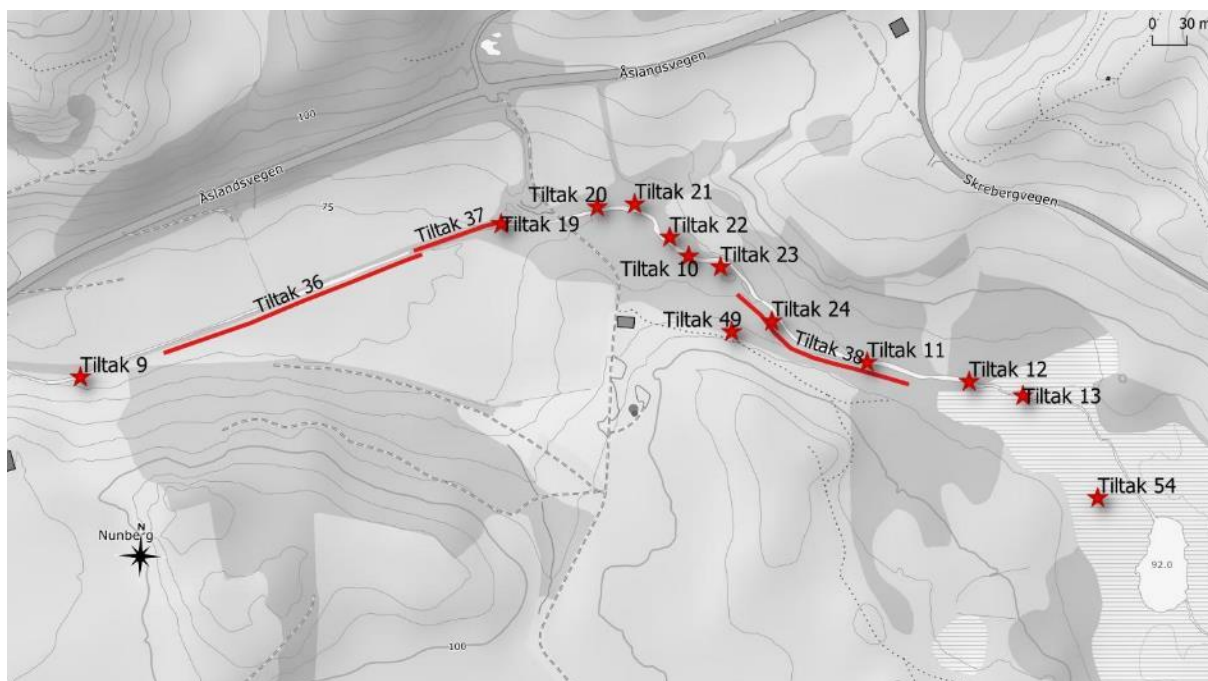 0 30 m
Åslandsvegen
100
Åslandsvegen
Skrebergvegen
75
Tiltak 20
Tiltak 21
Tiltak 37
Tiltak 19
Tiltak 22
Tiltak 10
Tiltak 23
Tiltak 36
Tiltak 49
Tiltak 24
Tiltak 38
Tiltak 11
Tiltak 9
Tiltak 12
Tiltak 13
Tiltak 54
N
Nunberg
92.0
100